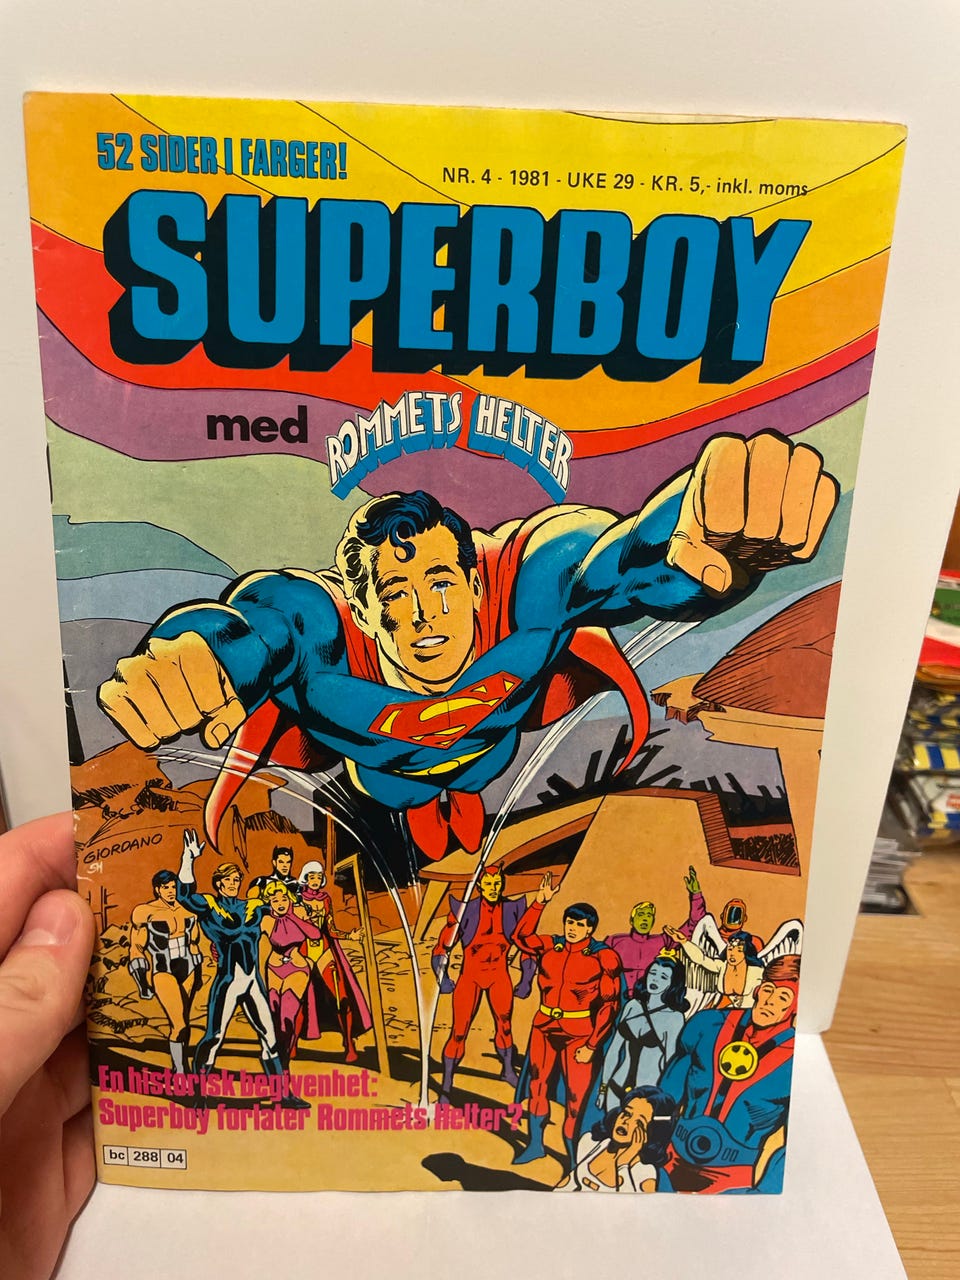 52 SIDER I FARGER!
NR. 4 - 1981 - UKE 29 - KR. 5,- inkl. moms
SUPERBOY
med ROMMETS HELTER
S
GIORDANO
SH
En historisk begivenhet:
Superboy forlater Rommets Helter?
bc 288 04